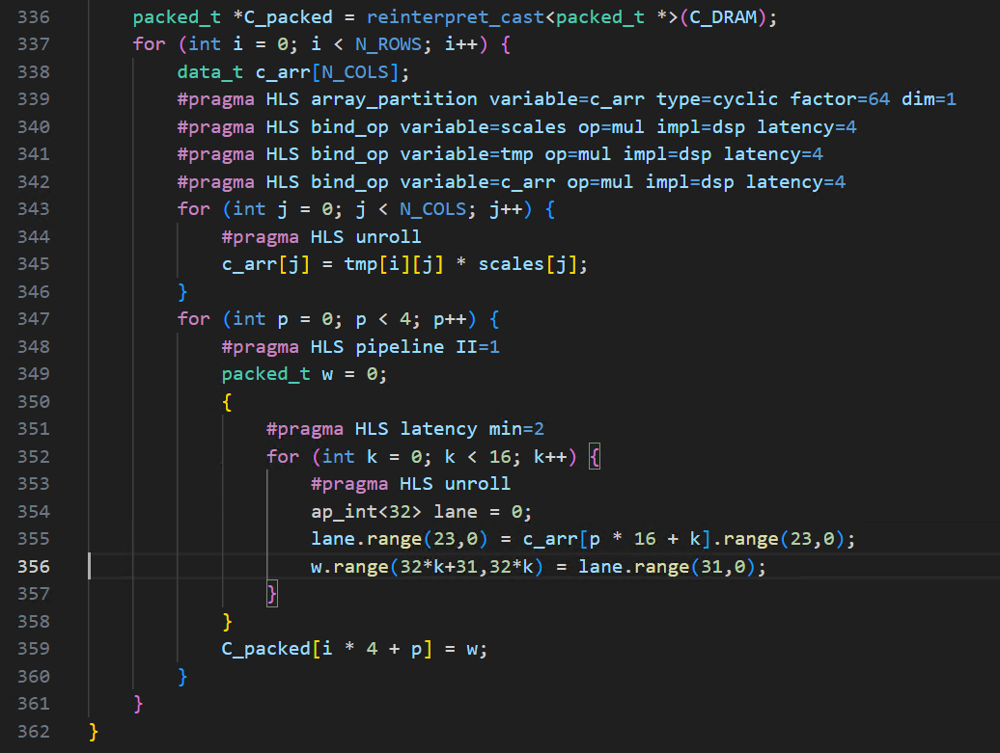 336 packed_t *C_packed = reinterpret_cast<packed_t *>(C_DRAM);
337 for (int i = 0; i < N_ROWS; i++) {
338 data_t c_arr[N_COLS];
339 #pragma HLS array_partition variable=c_arr type=cyclic factor=64 dim=1
340 #pragma HLS bind_op variable=scales op=mul impl=dsp latency=4
341 #pragma HLS bind_op variable=tmp op=mul impl=dsp latency=4
342 #pragma HLS bind_op variable=c_arr op=mul impl=dsp latency=4
343 for (int j = 0; j < N_COLS; j++) {
344 #pragma HLS unroll
345 c_arr[j] = tmp[i][j] * scales[j];
346 }
347 for (int p = 0; p < 4; p++) {
348 #pragma HLS pipeline II=1
349 packed_t w = 0;
350 {
351 #pragma HLS latency min=2
352 for (int k = 0; k < 16; k++) {
353 #pragma HLS unroll
354 ap_int<32> lane = 0;
355 lane.range(23,0) = c_arr[p * 16 + k].range(23,0);
356 w.range(32*k+31,32*k) = lane.range(31,0);
357 }
358 }
359 C_packed[i * 4 + p] = w;
360 }
361 }
362 }